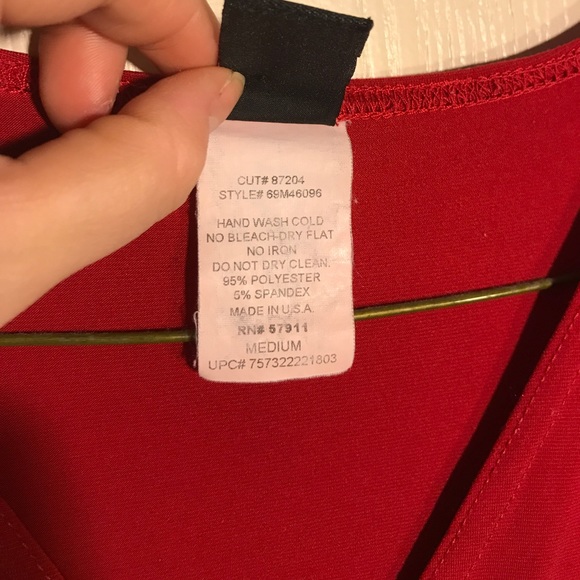 CUT# 87204
STYLE# 69M46096
HAND WASH COLD
NO BLEACH-DRY FLAT
NO IRON
DO NOT DRY CLEAN.
95% POLYESTER
5% SPANDEX
MADE IN U.S.A.
RN# 57911
MEDIUM
UPC# 757322221803